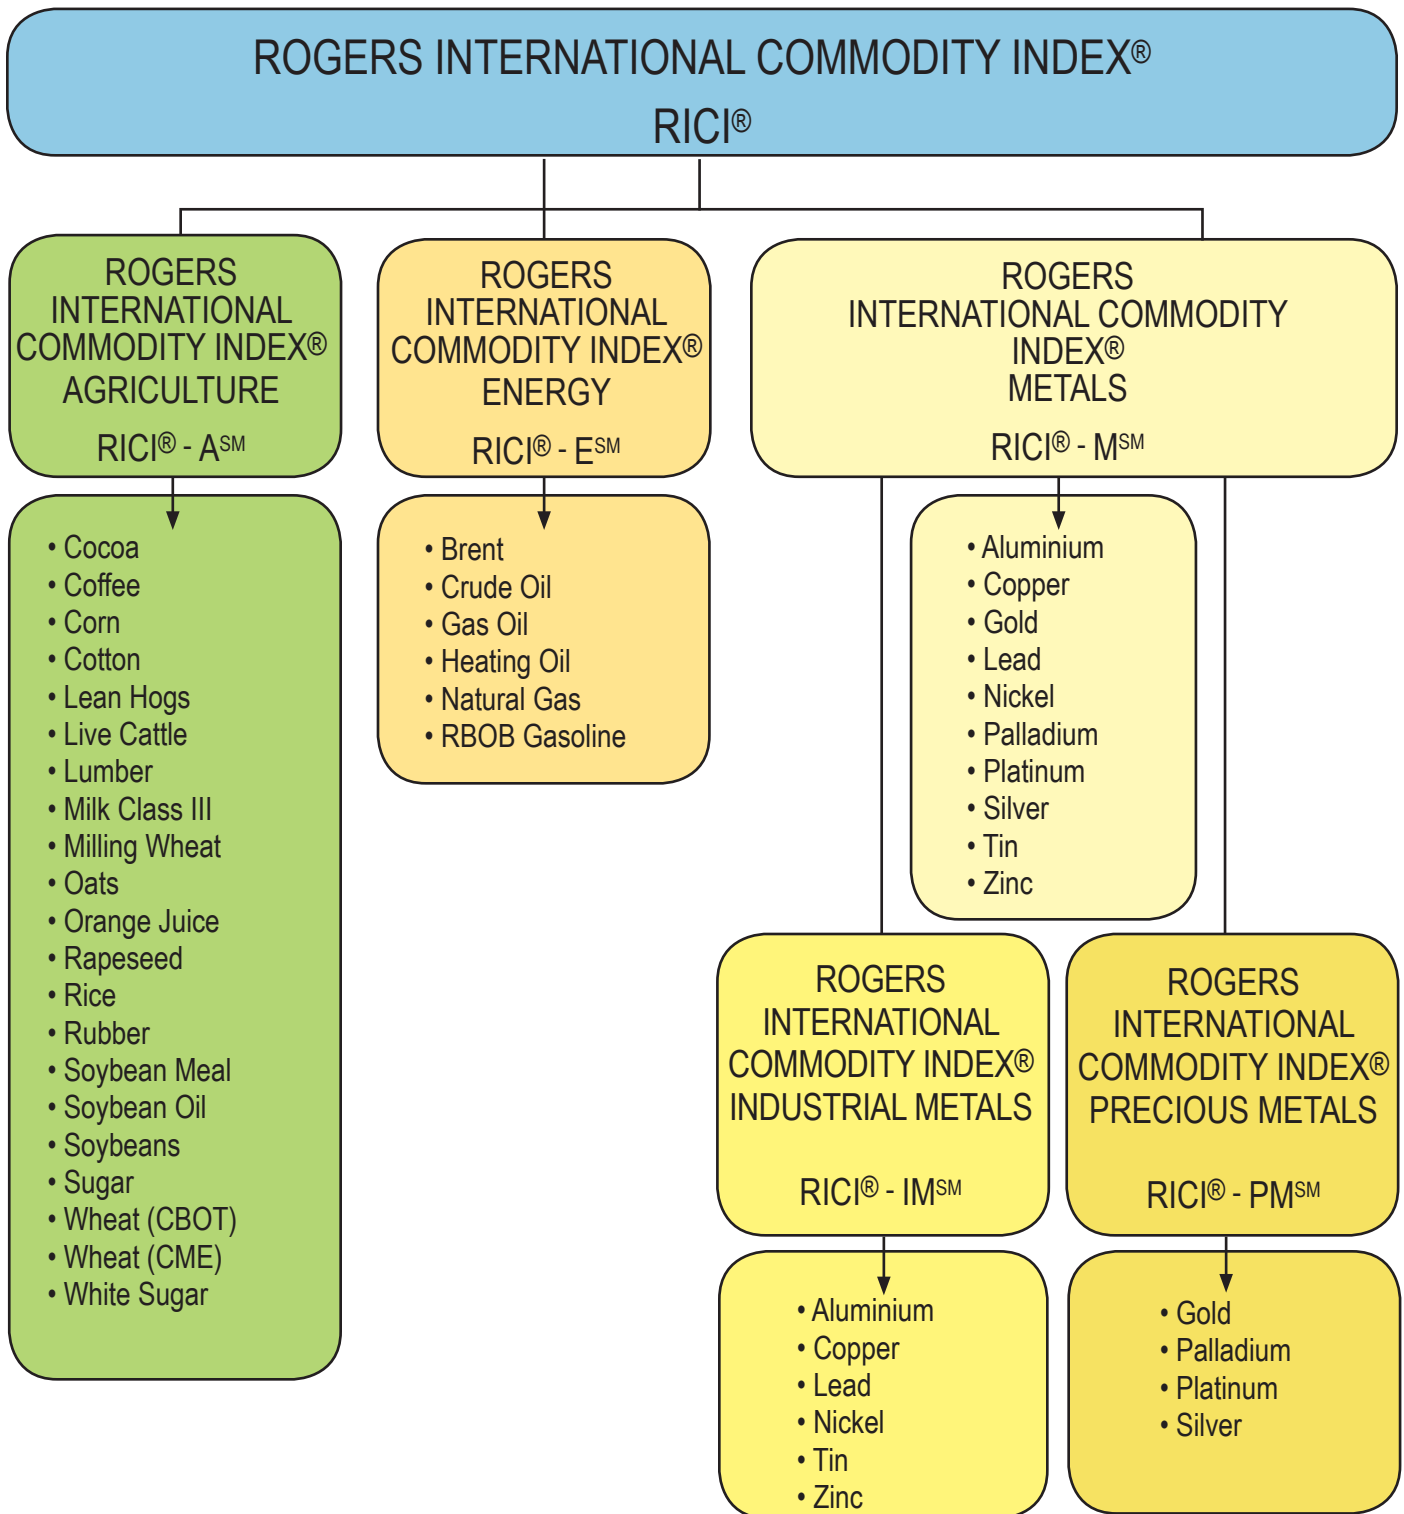 ROGERS INTERNATIONAL COMMODITY INDEX®
RICI®
ROGERS
INTERNATIONAL
COMMODITY INDEX®
AGRICULTURE
RICI® - A℠
ROGERS
INTERNATIONAL
COMMODITY INDEX®
ENERGY
RICI® - E℠
ROGERS
INTERNATIONAL COMMODITY
INDEX®
METALS
RICI® - M℠
• Cocoa
• Coffee
• Corn
• Cotton
• Lean Hogs
• Live Cattle
• Lumber
• Milk Class III
• Milling Wheat
• Oats
• Orange Juice
• Rapeseed
• Rice
• Rubber
• Soybean Meal
• Soybean Oil
• Soybeans
• Sugar
• Wheat (CBOT)
• Wheat (CME)
• White Sugar
• Brent
• Crude Oil
• Gas Oil
• Heating Oil
• Natural Gas
• RBOB Gasoline
• Aluminium
• Copper
• Gold
• Lead
• Nickel
• Palladium
• Platinum
• Silver
• Tin
• Zinc
ROGERS
INTERNATIONAL
COMMODITY INDEX®
INDUSTRIAL METALS
RICI® - IM℠
ROGERS
INTERNATIONAL
COMMODITY INDEX®
PRECIOUS METALS
RICI® - PM℠
• Aluminium
• Copper
• Lead
• Nickel
• Tin
• Zinc
• Gold
• Palladium
• Platinum
• Silver